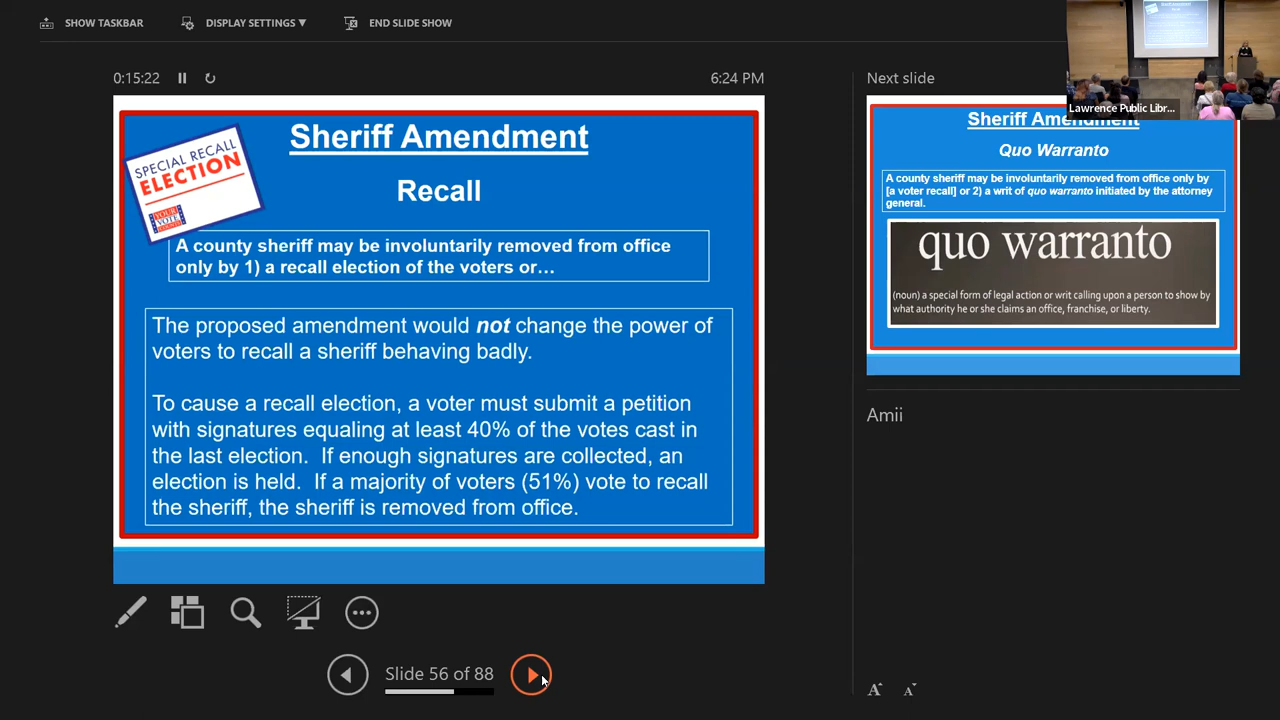 SHOW TASKBAR
DISPLAY SETTINGS ▼
END SLIDE SHOW
0:15:22
6:24 PM
Sheriff Amendment
Recall
SPECIAL RECALL
ELECTION
YOUR
VOTE
COUNTS
A county sheriff may be involuntarily removed from office
only by 1) a recall election of the voters or…
The proposed amendment would not change the power of
voters to recall a sheriff behaving badly.
To cause a recall election, a voter must submit a petition
with signatures equaling at least 40% of the votes cast in
the last election. If enough signatures are collected, an
election is held. If a majority of voters (51%) vote to recall
the sheriff, the sheriff is removed from office.
Slide 56 of 88
Next slide
Lawrence Public Libr...
Sheriff Amendment
Quo Warranto
A county sheriff may be involuntarily removed from office only by
[a voter recall] or 2) a writ of quo warranto initiated by the attorney
general.
quo warranto
(noun) a special form of legal action or writ calling upon a person to show by
what authority he or she claims an office, franchise, or liberty.
Amii
A A